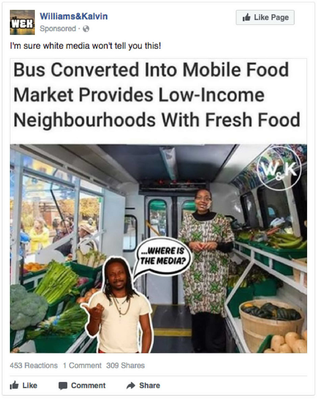 W&K
Williams&Kalvin
Sponsored ·
Like Page
I'm sure white media won't tell you this!
Bus Converted Into Mobile Food
Market Provides Low-Income
Neighbourhoods With Fresh Food
W&K
...WHERE IS
THE MEDIA?
453 Reactions 1 Comment 309 Shares
Like Comment Share